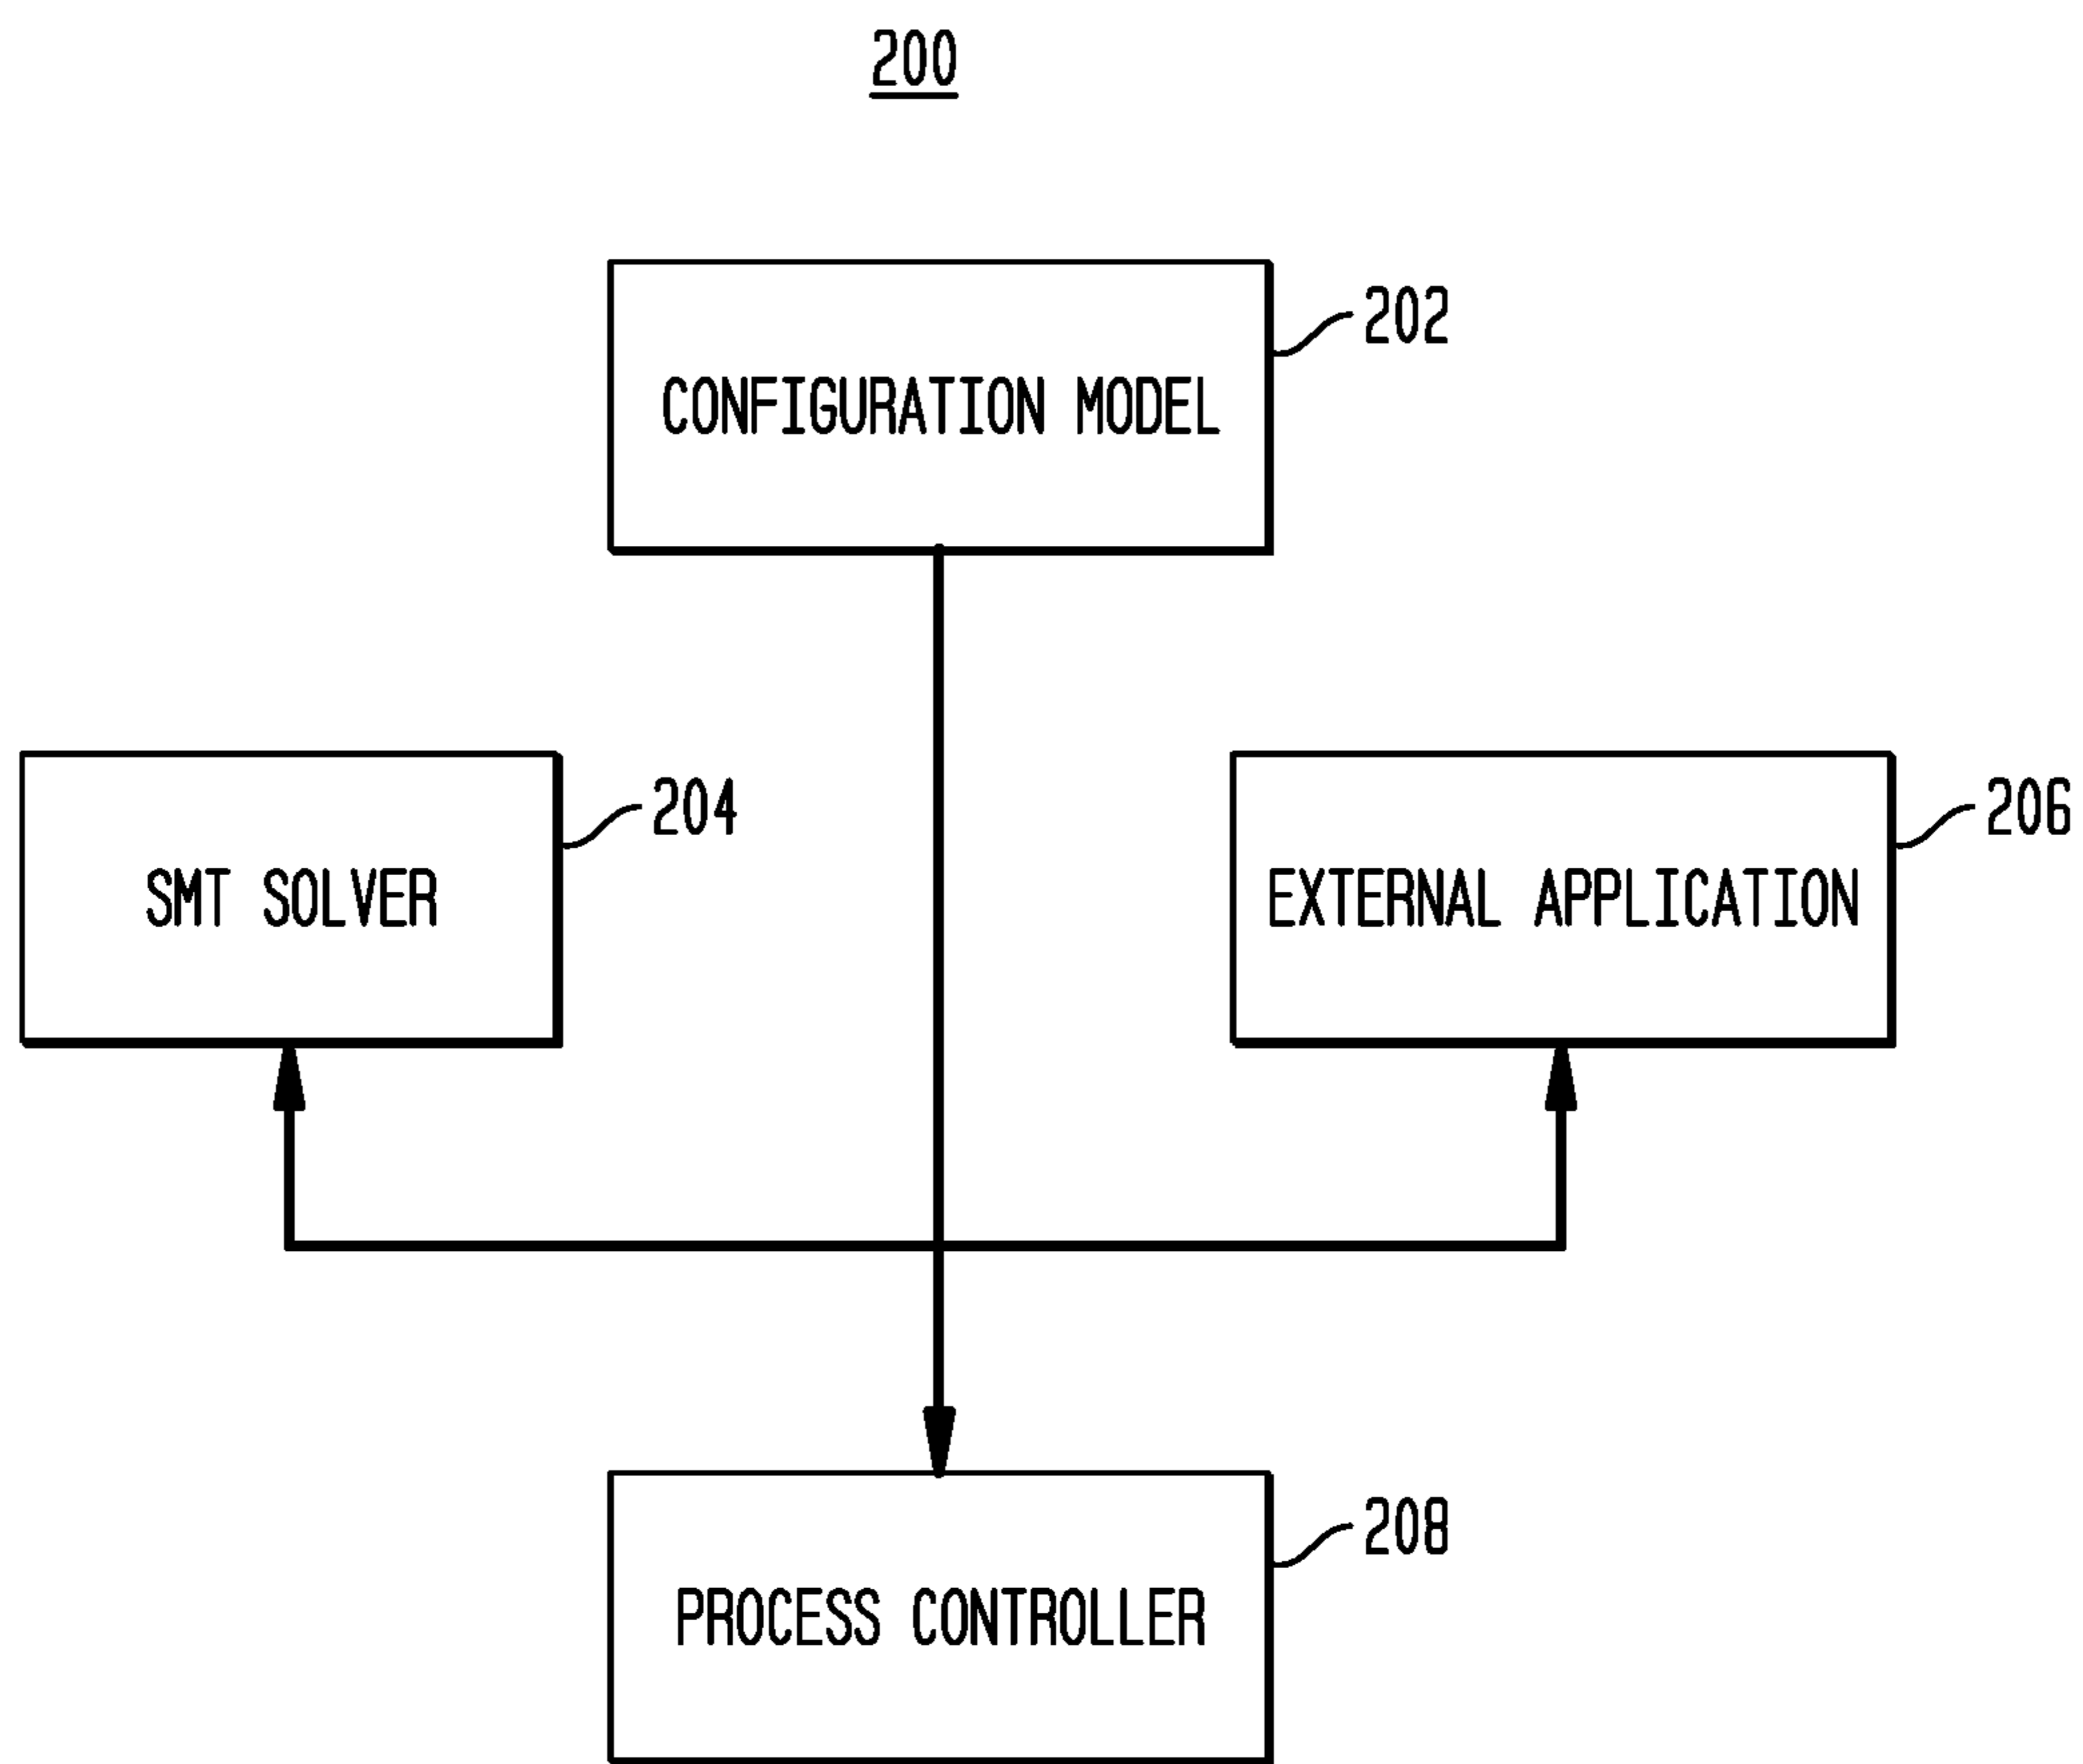 200
202
CONFIGURATION MODEL
204
206
SMT SOLVER
EXTERNAL APPLICATION
208
PROCESS CONTROLLER